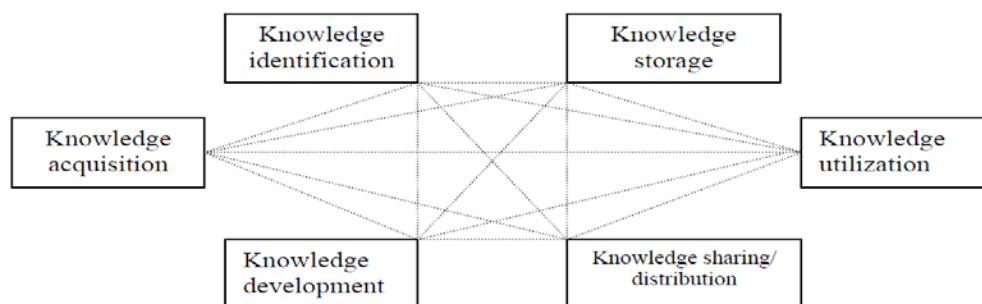 Knowledge
identification
Knowledge
storage
Knowledge
acquisition
Knowledge
utilization
Knowledge
development
Knowledge sharing/
distribution